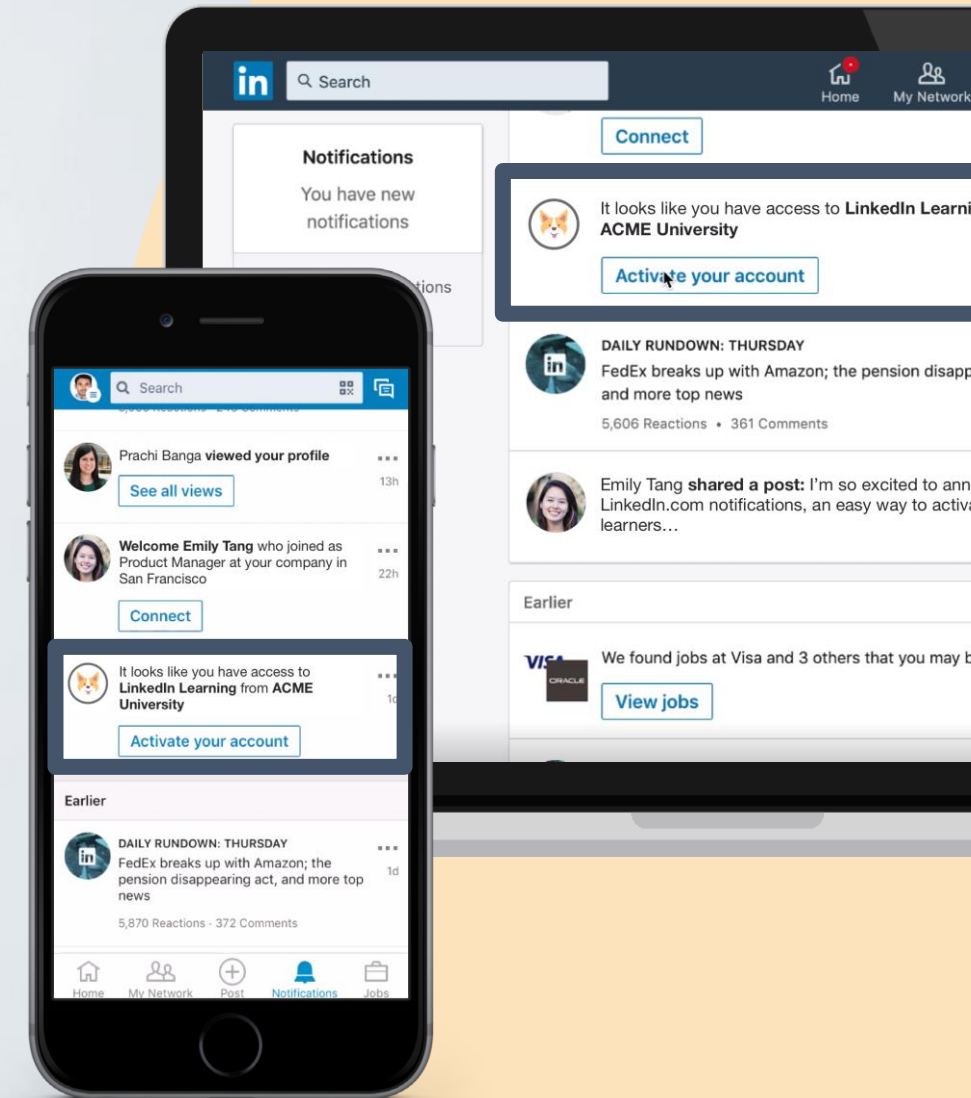 in
Search
Home
My Network
Notifications
You have new
notifications
Connect
It looks like you have access to LinkedIn Learni
ACME University
Activate your account
DAILY RUNDOWN: THURSDAY
FedEx breaks up with Amazon; the pension disapp
and more top news
5,606 Reactions • 361 Comments
Emily Tang shared a post: I'm so excited to ann
LinkedIn.com notifications, an easy way to activa
learners...
Earlier
VISA
ORACLE
We found jobs at Visa and 3 others that you may b
View jobs
Search
Prachi Banga viewed your profile
13h
See all views
Welcome Emily Tang who joined as
Product Manager at your company in
San Francisco
22h
Connect
It looks like you have access to
LinkedIn Learning from ACME
University
Activate your account
Earlier
in
DAILY RUNDOWN: THURSDAY
FedEx breaks up with Amazon; the
pension disappearing act, and more top
news
1d
5,870 Reactions · 372 Comments
Home
My Network
Post
Notifications
Jobs